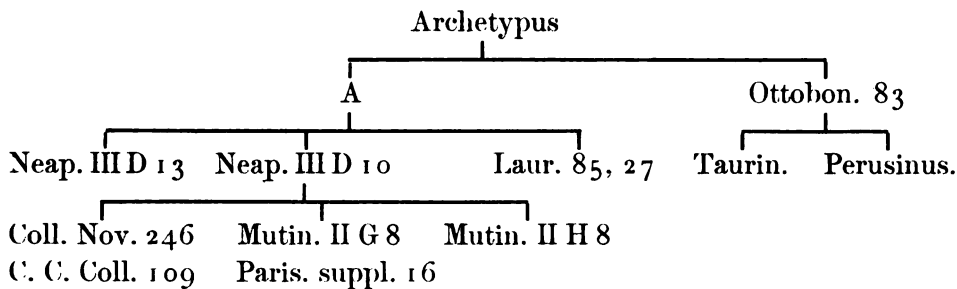 Archetypus
A Ottobon. 83
Neap. III D 13 Neap. III D 10 Laur. 85, 27 Taurin. Perusinus.
Coll. Nov. 246 Mutin. II G 8 Mutin. II H 8
C. C. Coll. 109 Paris. suppl. 16